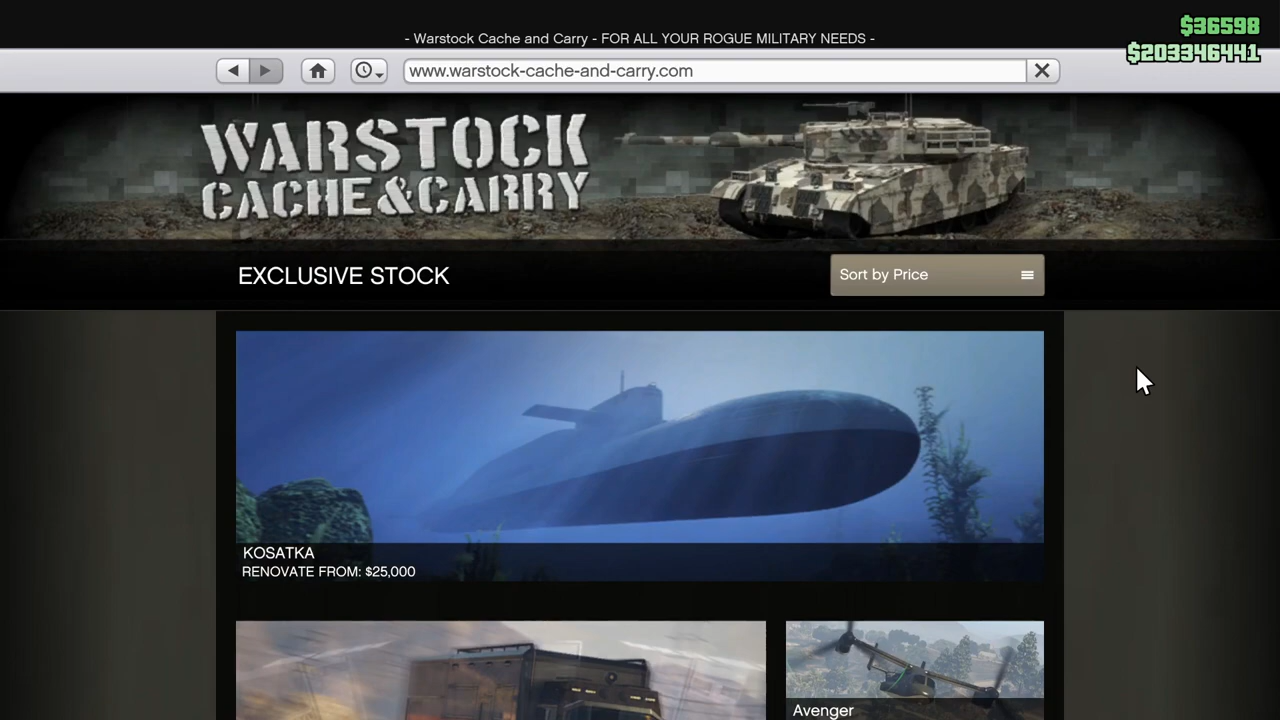 - Warstock Cache and Carry - FOR ALL YOUR ROGUE MILITARY NEEDS -
$36598
$203346441
www.warstock-cache-and-carry.com
WARSTOCK
CACHE&CARRY
EXCLUSIVE STOCK
Sort by Price
KOSATKA
RENOVATE FROM: $25,000
Avenger